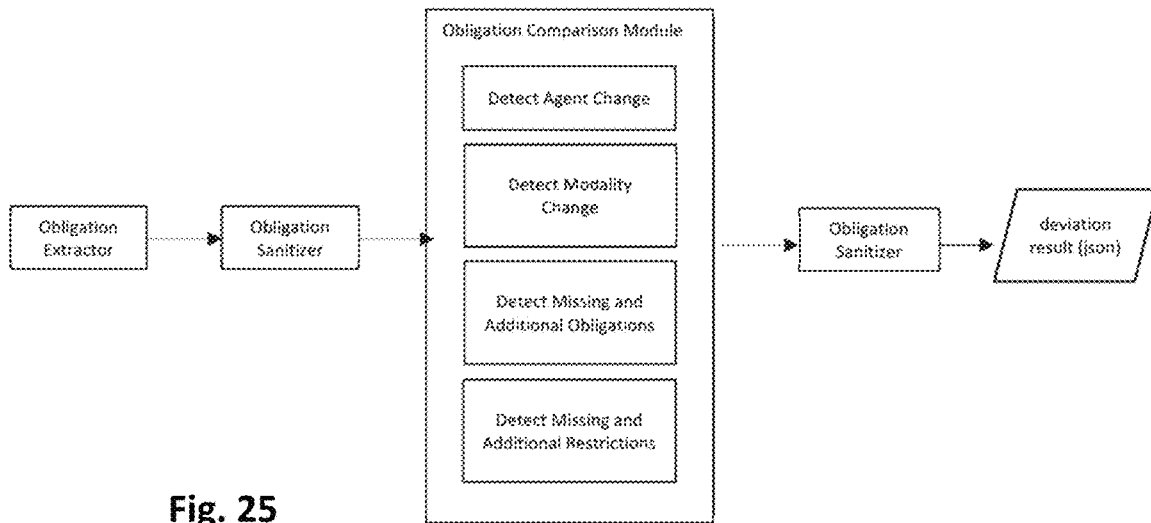 Obligation Comparison Module
Detect Agent Change
Detect Modality
Change
Detect Missing and
Additional Obligations
Detect Missing and
Additional Restrictions
Obligation
Extractor
Obligation
Sanitizer
Obligation
Sanitizer
deviation
result (json)
Fig. 25